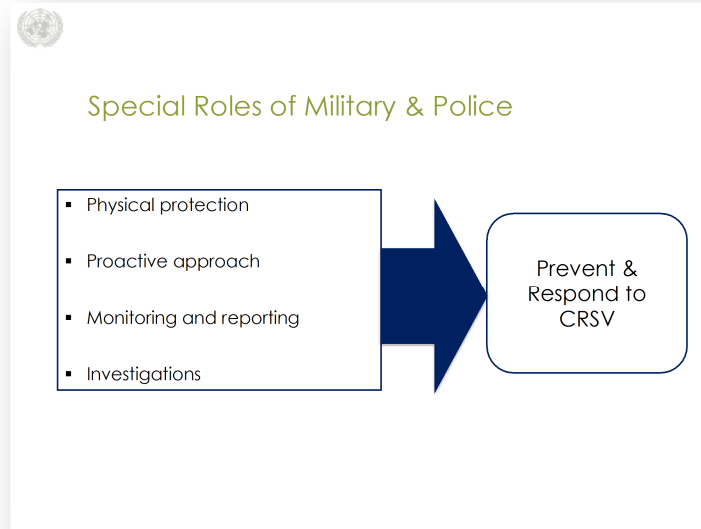 Special Roles of Military & Police
▪ Physical protection
▪ Proactive approach
▪ Monitoring and reporting
▪ Investigations
Prevent &
Respond to
CRSV